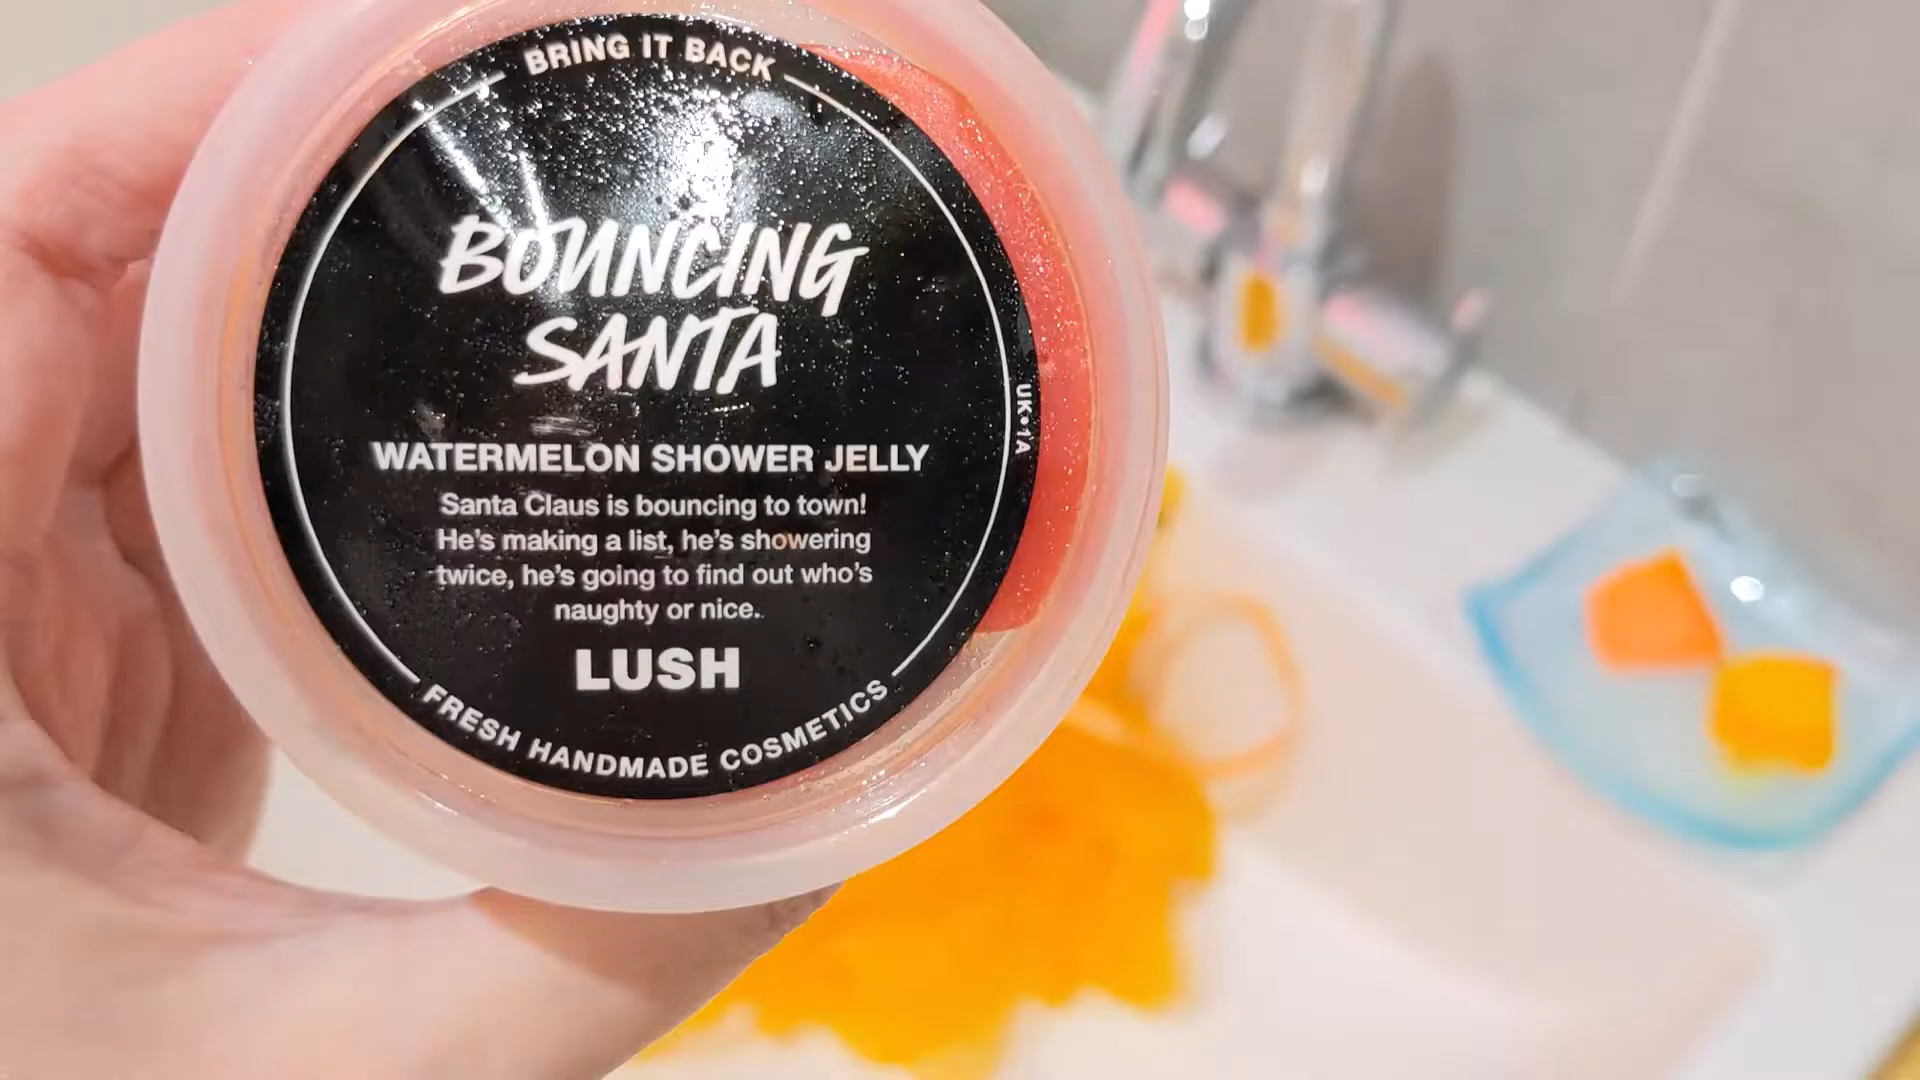 BRING IT BACK
BOUNCING
SANTA
UK•1A
WATERMELON SHOWER JELLY
Santa Claus is bouncing to town!
He's making a list, he's showering
twice, he's going to find out who's
naughty or nice.
LUSH
FRESH HANDMADE COSMETICS